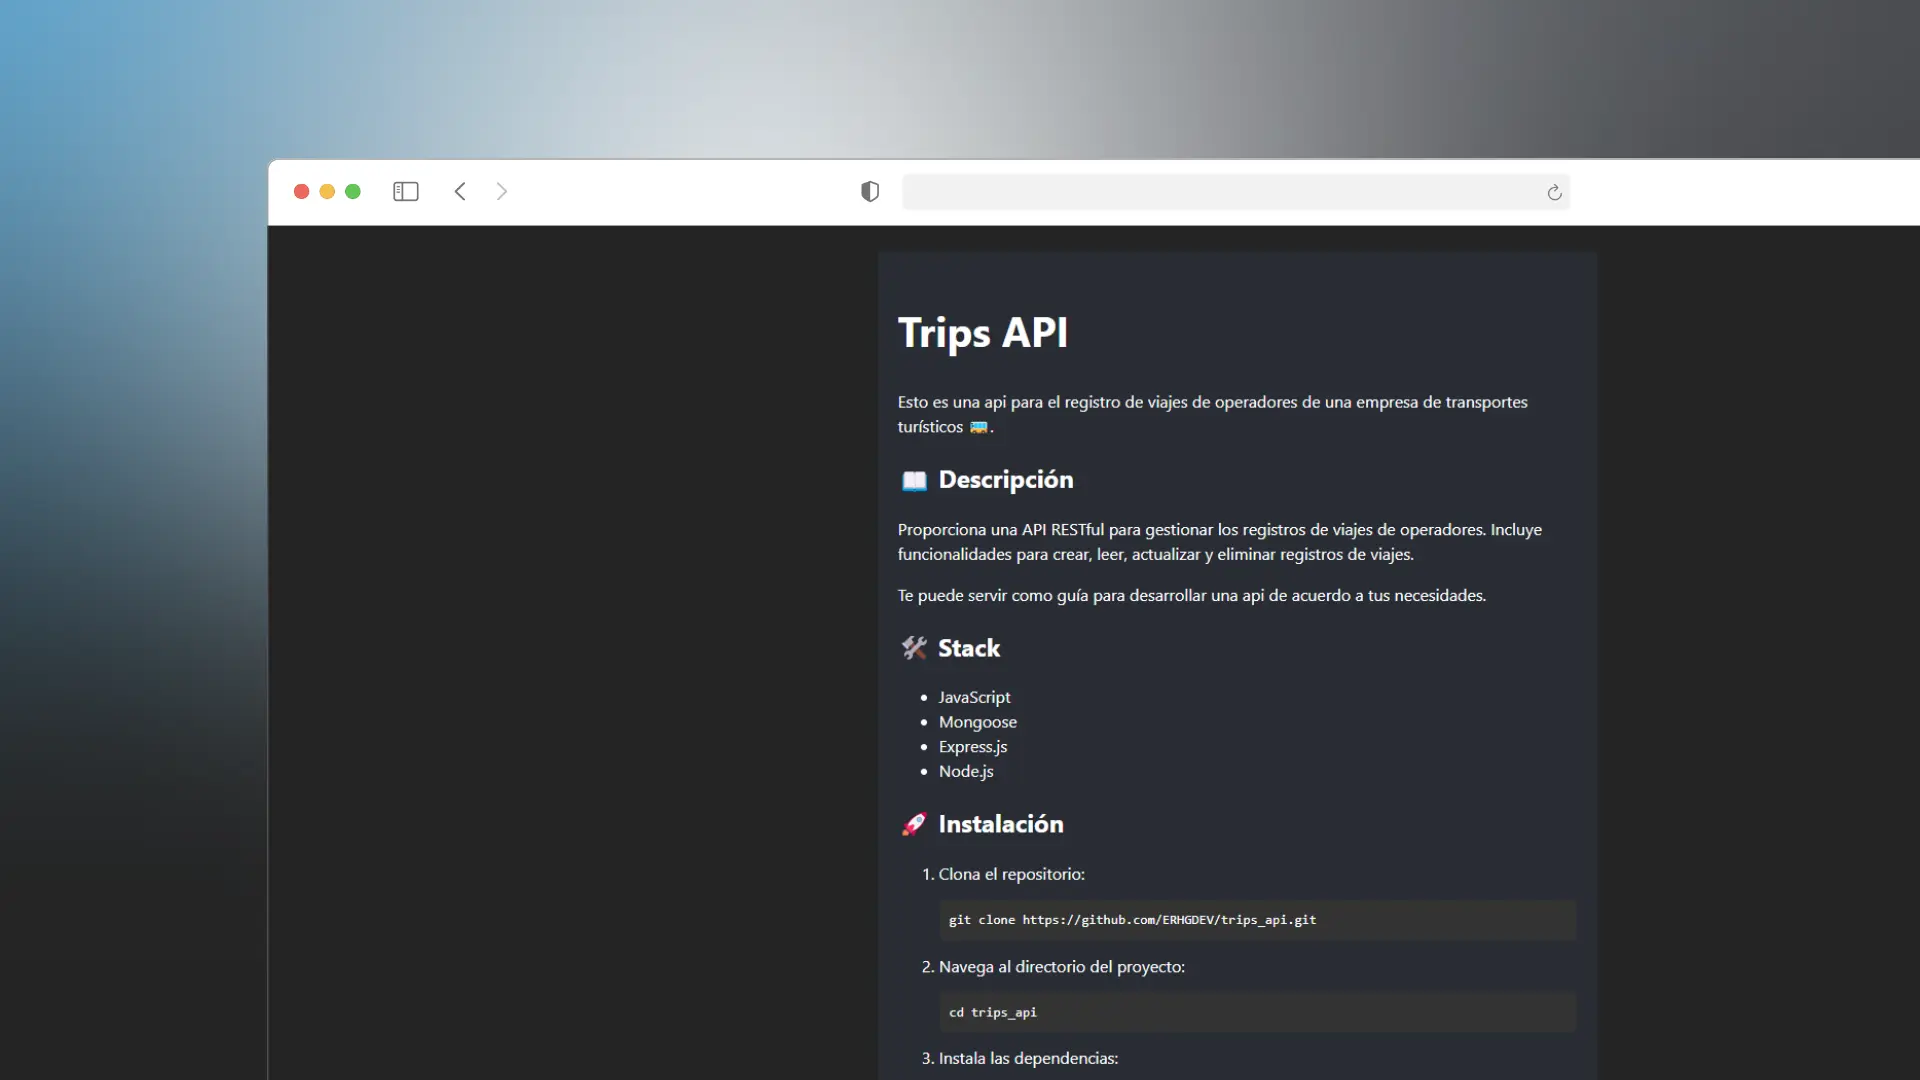 Trips API
Esto es una api para el registro de viajes de operadores de una empresa de transportes
turísticos 🚌.
📖 Descripción
Proporciona una API RESTful para gestionar los registros de viajes de operadores. Incluye
funcionalidades para crear, leer, actualizar y eliminar registros de viajes.
Te puede servir como guía para desarrollar una api de acuerdo a tus necesidades.
🛠️ Stack
• JavaScript
• Mongoose
• Express.js
• Node.js
🚀 Instalación
1. Clona el repositorio:
git clone https://github.com/ERHGDEV/trips_api.git
2. Navega al directorio del proyecto:
cd trips_api
3. Instala las dependencias: